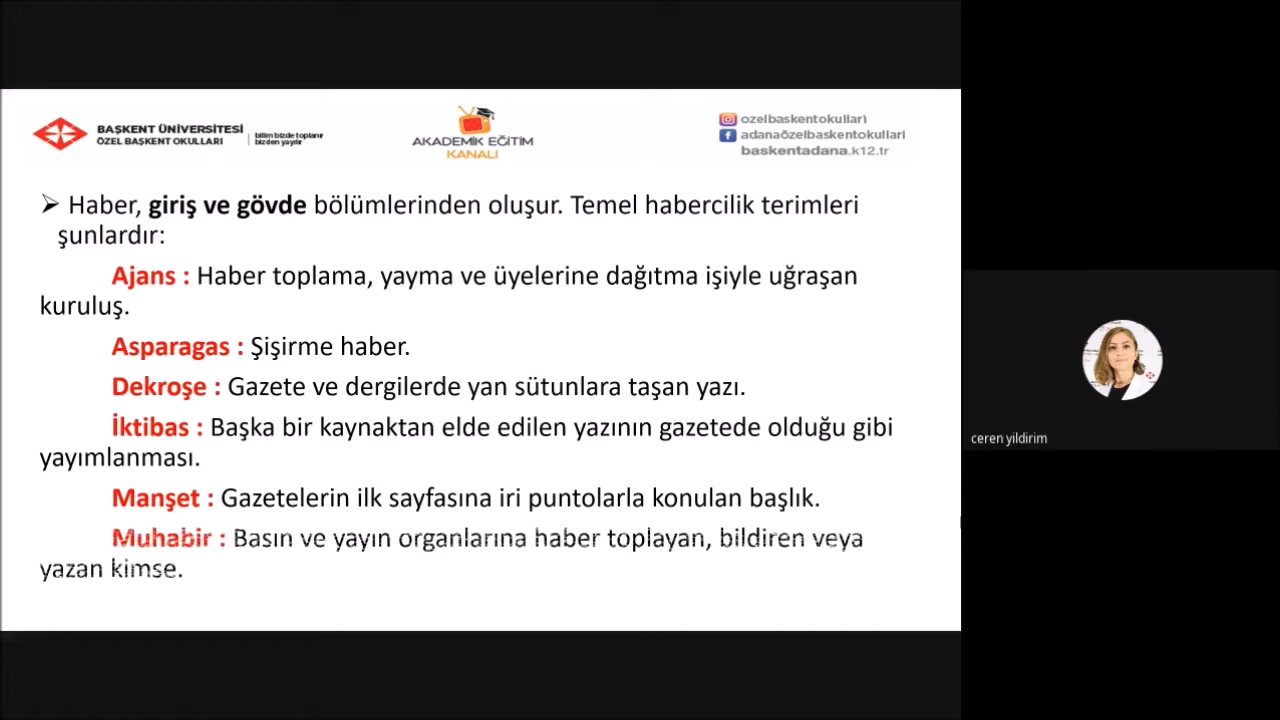 BAŞKENT ÜNİVERSİTESİ
ÖZEL BAŞKENT OKULLARI
bilim bizde toplanır
bizden yayılır
AKADEMİK EĞİTİM
KANALI
ozelbaskentokullari
adanaözelbaskentokullari
baskentadana.k12.tr
➢ Haber, giriş ve gövde bölümlerinden oluşur. Temel habercilik terimleri
şunlardır:
Ajans : Haber toplama, yayma ve üyelerine dağıtma işiyle uğraşan
kuruluş.
Asparagas : Şişirme haber.
Dekroşe : Gazete ve dergilerde yan sütunlara taşan yazı.
İktibas : Başka bir kaynaktan elde edilen yazının gazetede olduğu gibi
yayımlanması.
Manşet : Gazetelerin ilk sayfasına iri puntolarla konulan başlık.
Muhabir : Basın ve yayın organlarına haber toplayan, bildiren veya
yazan kimse.
ceren yildirim